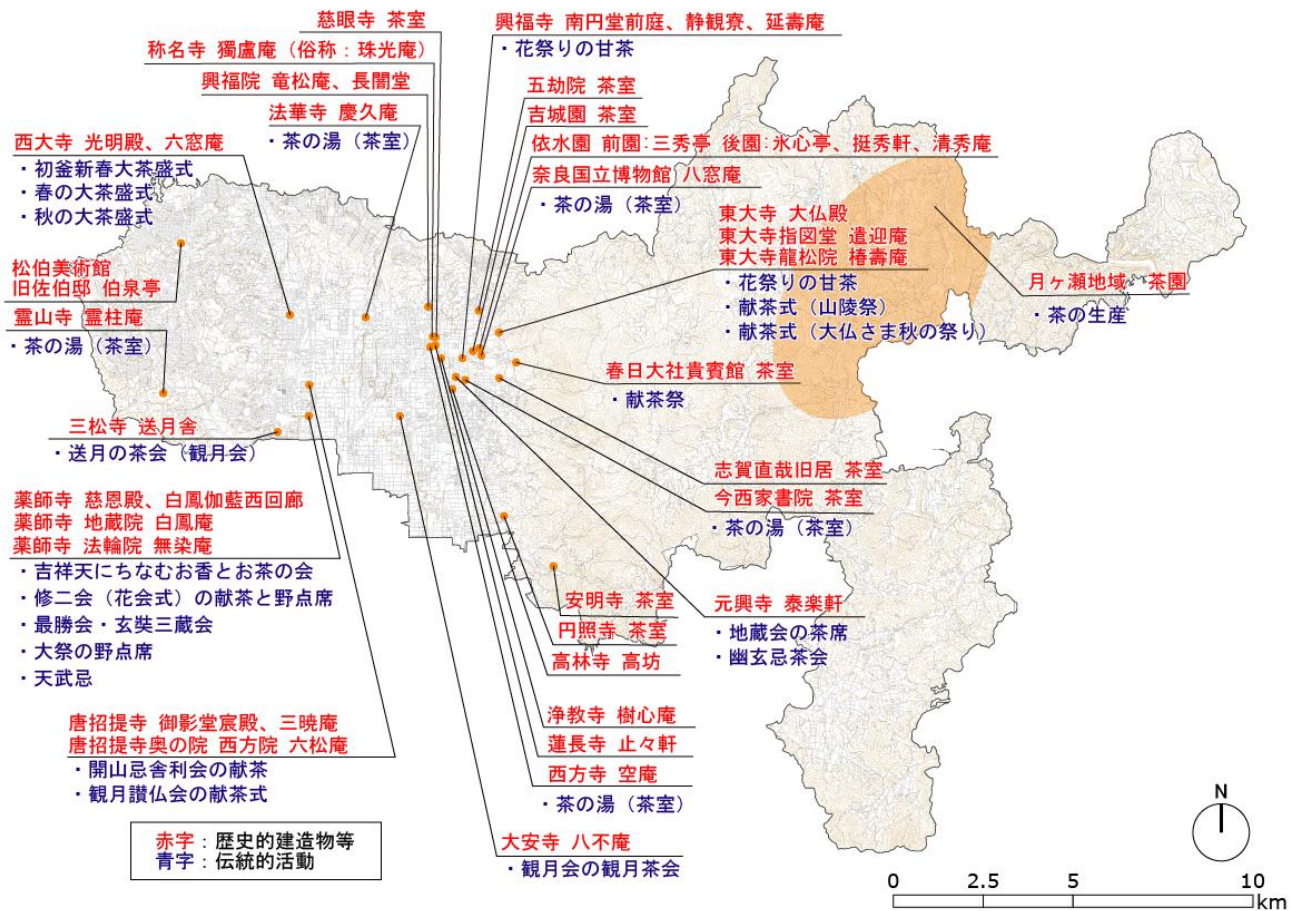 慈眼寺 茶室
称名寺 獨盧庵（俗称：珠光庵）
興福院 竜松庵、長闇堂
法華寺 慶久庵
・茶の湯（茶室）
西大寺 光明殿、六窓庵
・初釜新春大茶盛式
・春の大茶盛式
・秋の大茶盛式
松伯美術館
旧佐伯邸 伯泉亭
霊山寺 霊柱庵
・茶の湯（茶室）
三松寺 送月舎
・送月の茶会（観月会）
薬師寺 慈恩殿、白鳳伽藍西回廊
薬師寺 地蔵院 白鳳庵
薬師寺 法輪院 無染庵
・吉祥天にちなむお香とお茶の会
・修二会（花会式）の献茶と野点席
・最勝会・玄奘三蔵会
・大祭の野点席
・天武忌
唐招提寺 御影堂宸殿、三暁庵
唐招提寺奥の院 西方院 六松庵
・開山忌舎利会の献茶
・観月讃仏会の献茶式
赤字：歴史的建造物等
青字：伝統的活動
興福寺 南円堂前庭、静観寮、延壽庵
・花祭りの甘茶
五劫院 茶室
吉城園 茶室
依水園 前園:三秀亭 後園:氷心亭、挺秀軒、清秀庵
奈良国立博物館 八窓庵
・茶の湯（茶室）
東大寺 大仏殿
東大寺指図堂 遣迎庵
東大寺龍松院 椿壽庵
・花祭りの甘茶
・献茶式（山陵祭）
・献茶式（大仏さま秋の祭り）
月ヶ瀬地域 茶園
・茶の生産
春日大社貴賓館 茶室
・献茶祭
志賀直哉旧居 茶室
今西家書院 茶室
・茶の湯（茶室）
元興寺 泰楽軒
・地蔵会の茶席
・幽玄忌茶会
安明寺 茶室
円照寺 茶室
高林寺 高坊
浄教寺 樹心庵
蓮長寺 止々軒
西方寺 空庵
・茶の湯（茶室）
大安寺 八不庵
・観月会の観月茶会
N
0 2.5 5 10
km